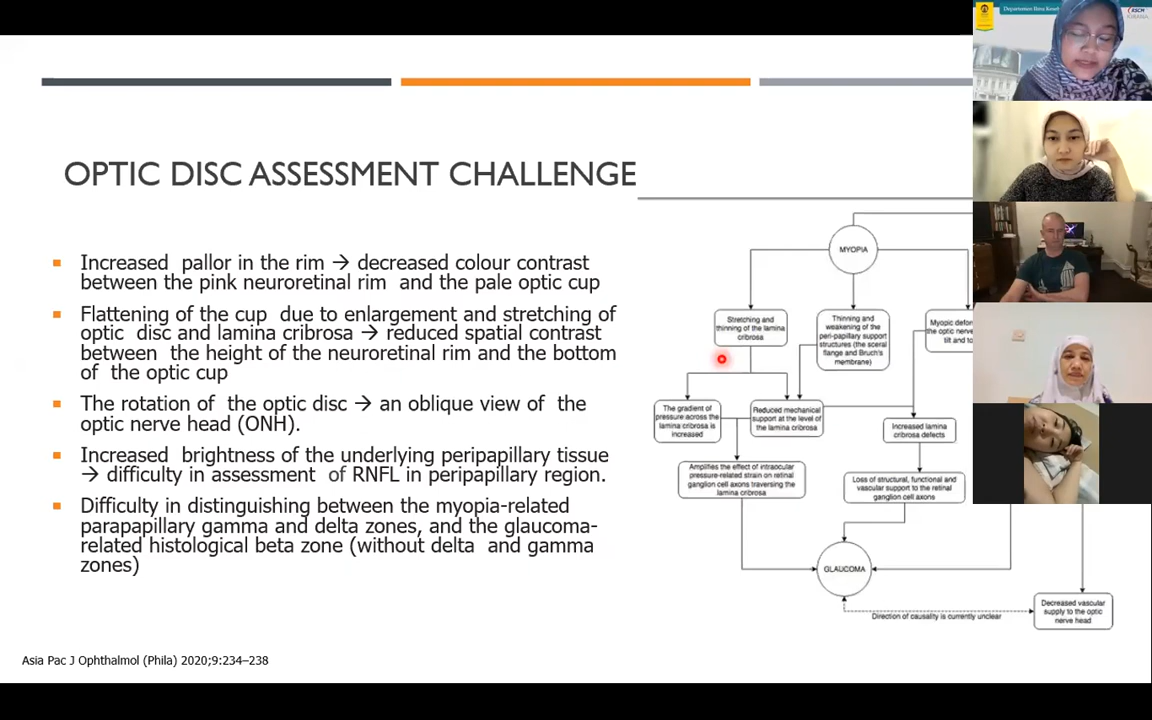 Departemen Ilmu
RSCM
KIRANA
OPTIC DISC ASSESSMENT CHALLENGE
Increased pallor in the rim → decreased colour contrast
between the pink neuroretinal rim and the pale optic cup
Flattening of the cup due to enlargement and stretching of
optic disc and lamina cribrosa → reduced spatial contrast
between the height of the neuroretinal rim and the bottom
of the optic cup
The rotation of the optic disc → an oblique view of the
optic nerve head (ONH).
Increased brightness of the underlying peripapillary tissue
→ difficulty in assessment of RNFL in peripapillary region.
Difficulty in distinguishing between the myopia-related
parapapillary gamma and delta zones, and the glaucoma-
related histological beta zone (without delta and gamma
zones)
MYOPIA
Stretching and
thinning of the lamina
cribrosa
Thinning and
weakening of the
peri-papillary support
structures (the scleral
flange and Bruch's
membrane)
Myopic
the optic
tilt and
The gradient of
pressure across the
lamina cribrosa is
increased
Reduced mechanical
support at the level of
the lamina cribrosa
Increased lamina
cribrosa defects
Amplifies the effect of intraocular
pressure-related strain on retinal
ganglion cell axons traversing the
lamina cribrosa
Loss of structural, functional and
vascular support to the retinal
ganglion cell axons
GLAUCOMA
Direction of causality is currently unclear
Decreased vascular
supply to the optic
nerve head
Asia Pac J Ophthalmol (Phila) 2020;9:234–238